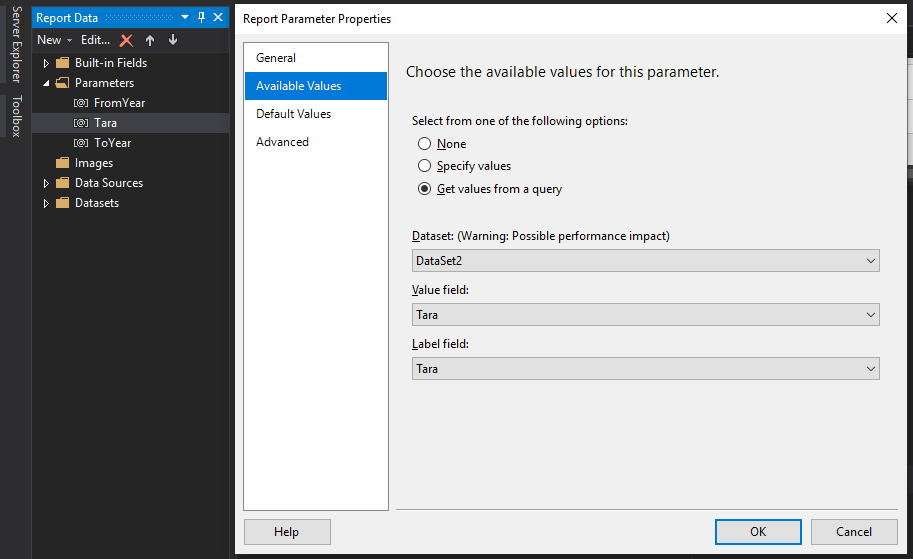 Server Explorer
Toolbox
Report Data
New Edit...
Built-in Fields
Parameters
[@] FromYear
[@] Tara
[@] ToYear
Images
Data Sources
Datasets
Report Parameter Properties
General
Available Values
Default Values
Advanced
Choose the available values for this parameter.
Select from one of the following options:
None
Specify values
Get values from a query
Dataset: (Warning: Possible performance impact)
DataSet2
Value field:
Tara
Label field:
Tara
Help
OK
Cancel